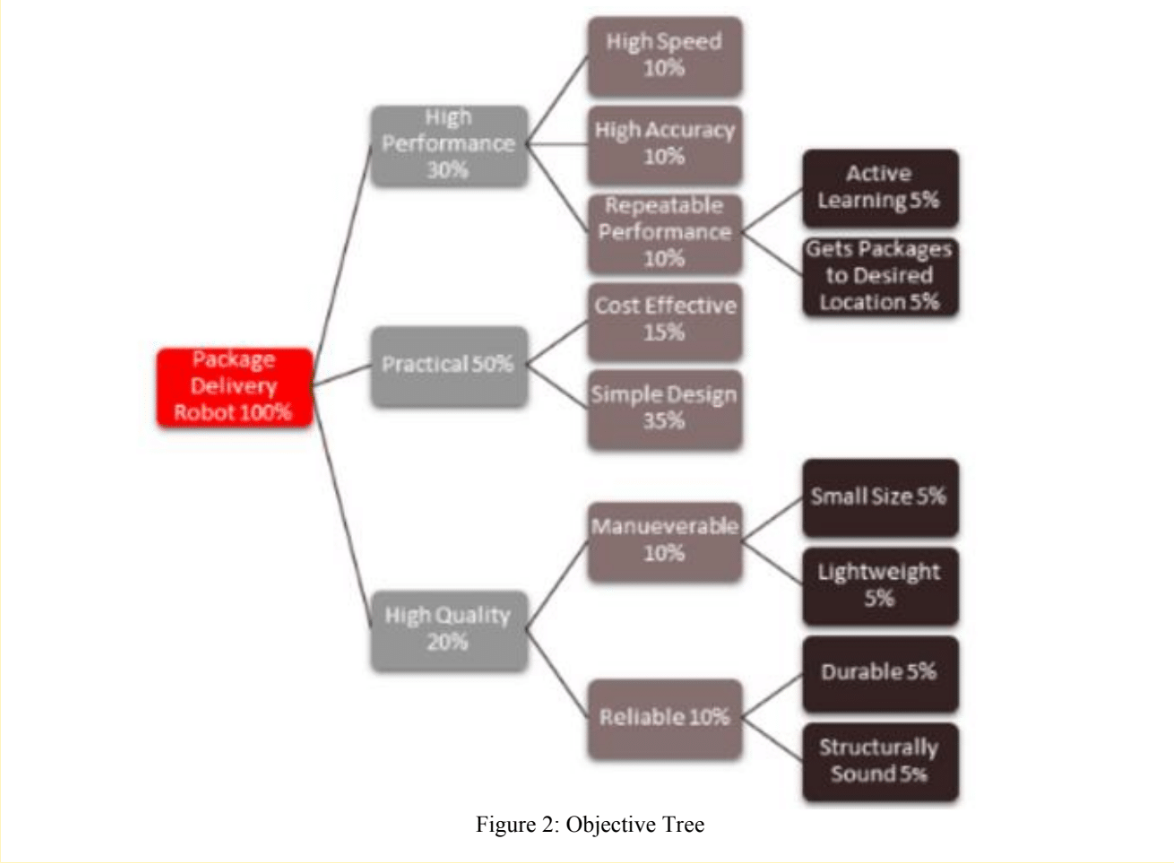 High Speed
10%
High
Performance
30%
High Accuracy
10%
Repeatable
Performance
10%
Active
Learning 5%
Gets Packages
to Desired
Location 5%
Package
Delivery
Robot 100%
Practical 50%
Cost Effective
15%
Simple Design
35%
High Quality
20%
Manueverable
10%
Small Size 5%
Lightweight
5%
Reliable 10%
Durable 5%
Structurally
Sound 5%
Figure 2: Objective Tree